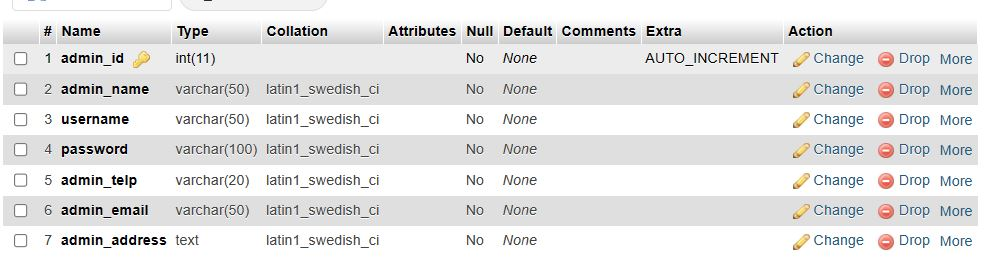 # Name Type Collation Attributes Null Default Comments Extra Action
1 admin_id int(11) No None AUTO_INCREMENT Change Drop More
2 admin_name varchar(50) latin1_swedish_ci No None Change Drop More
3 username varchar(50) latin1_swedish_ci No None Change Drop More
4 password varchar(100) latin1_swedish_ci No None Change Drop More
5 admin_telp varchar(20) latin1_swedish_ci No None Change Drop More
6 admin_email varchar(50) latin1_swedish_ci No None Change Drop More
7 admin_address text latin1_swedish_ci No None Change Drop More